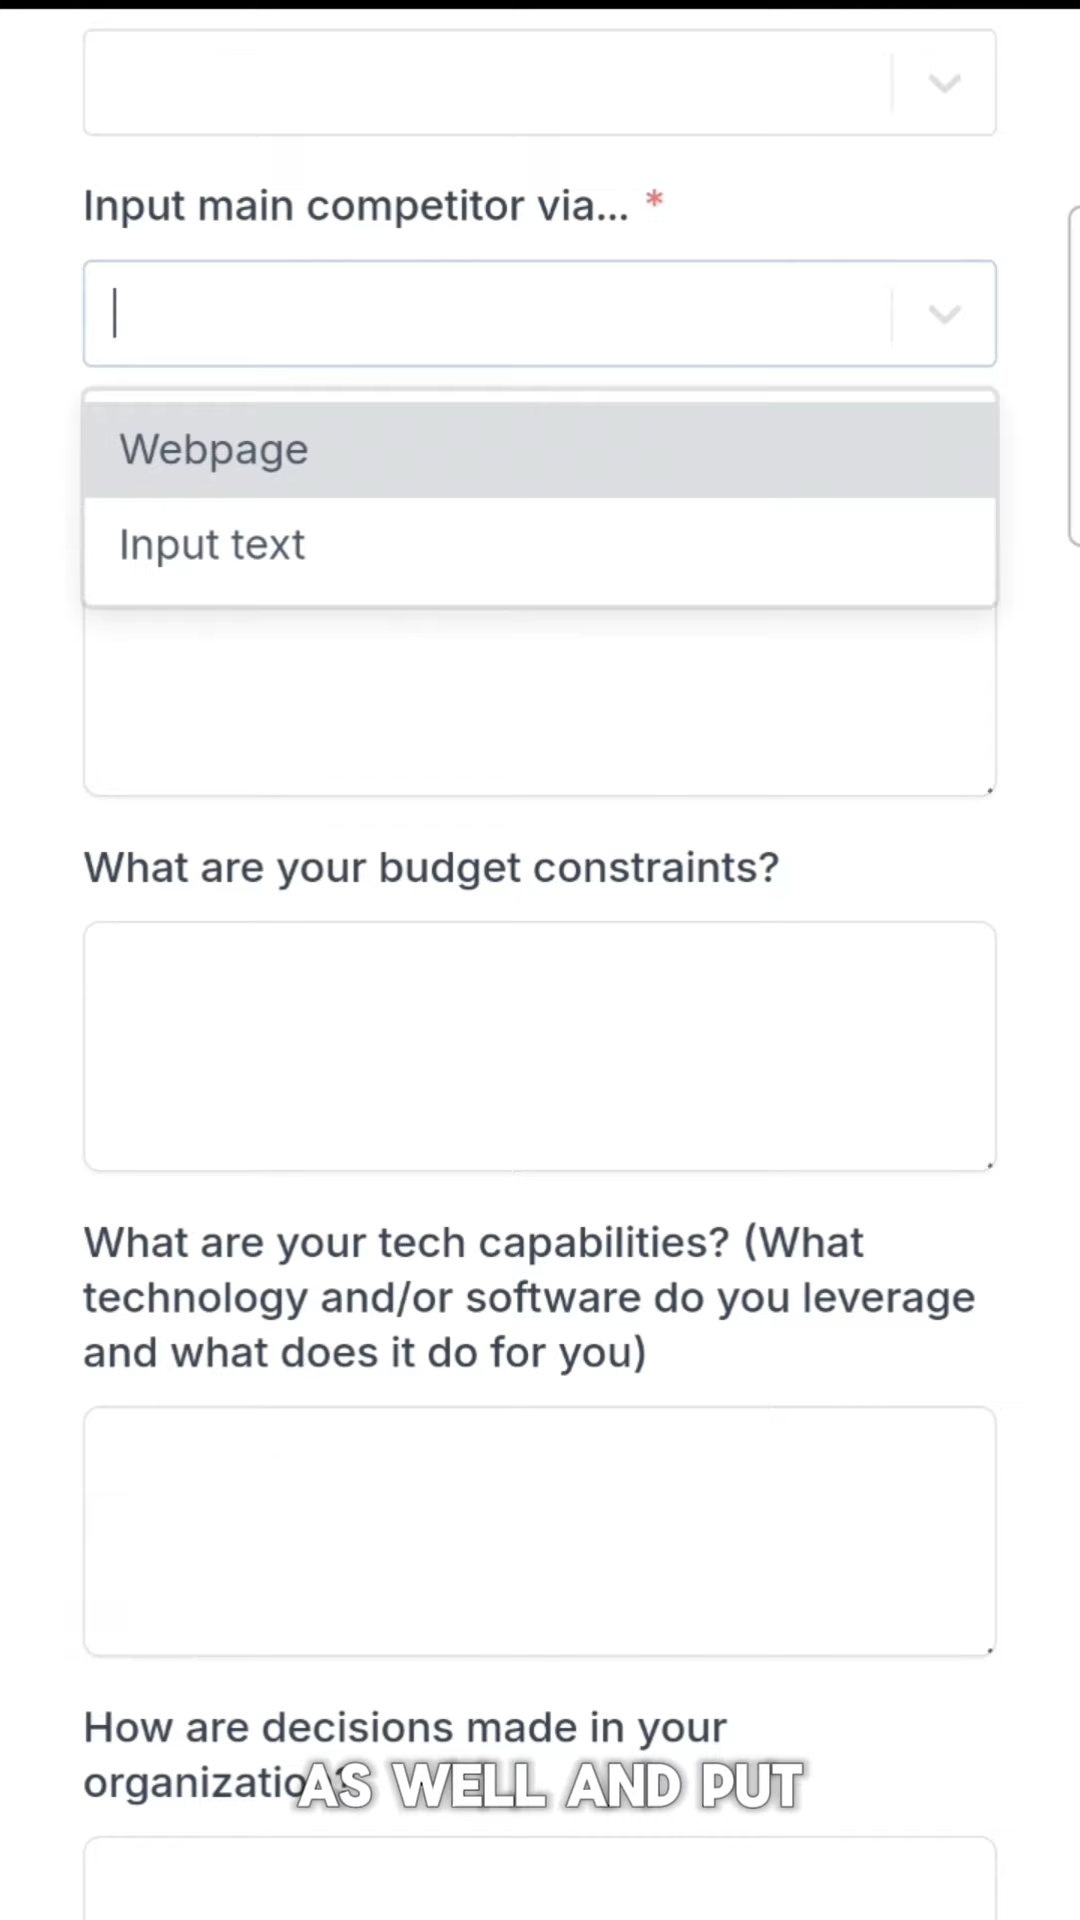 Input main competitor via... *
Webpage
Input text
What are your budget constraints?
What are your tech capabilities? (What
technology and/or software do you leverage
and what does it do for you)
How are decisions made in your
AS WELL AND PUT